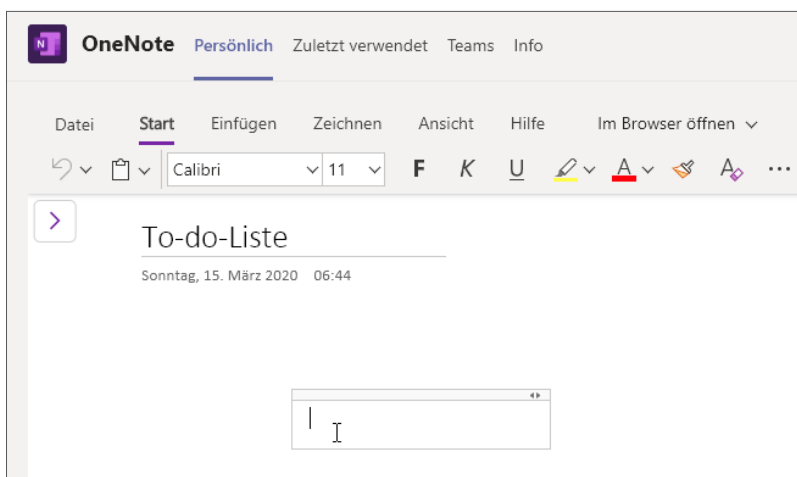 N OneNote Persönlich Zuletzt verwendet Teams Info
Datei Start Einfügen Zeichnen Ansicht Hilfe Im Browser öffnen
Calibri 11 F K U A A
To-do-Liste
Sonntag, 15. März 2020 06:44